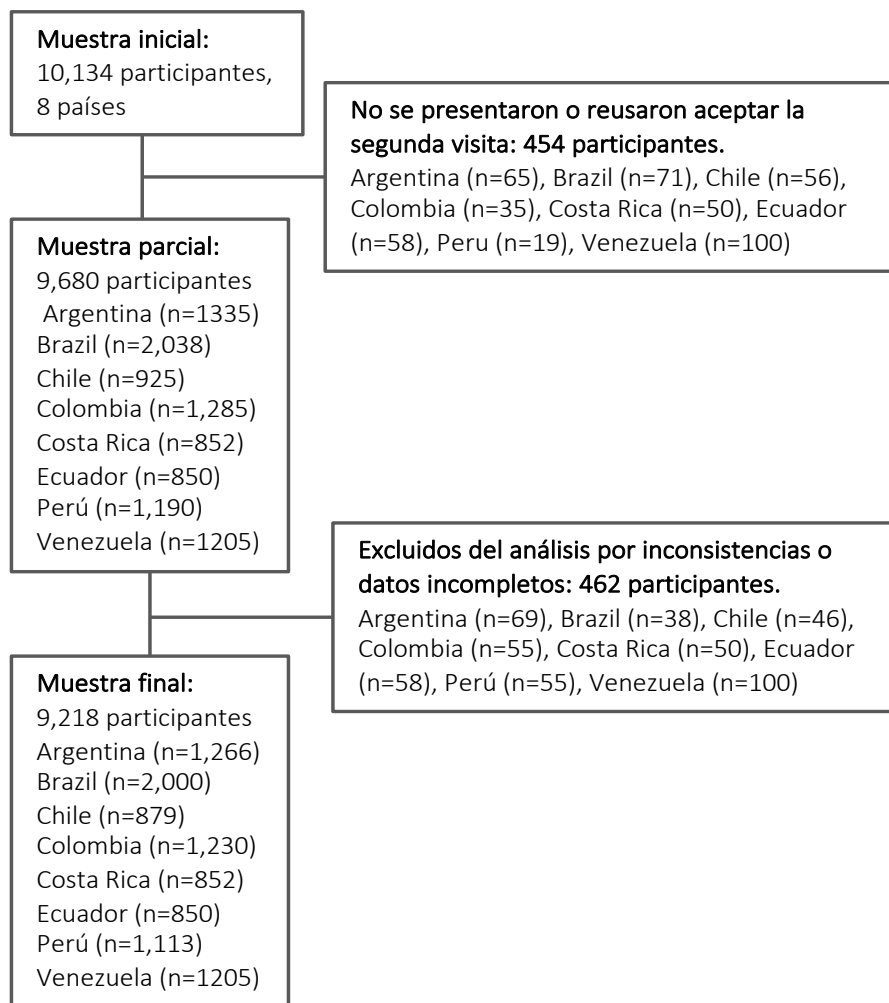 Muestra inicial:
10,134 participantes,
8 países
No se presentaron o reusaron aceptar la
segunda visita: 454 participantes.
Argentina (n=65), Brazil (n=71), Chile (n=56),
Colombia (n=35), Costa Rica (n=50), Ecuador
(n=58), Peru (n=19), Venezuela (n=100)
Muestra parcial:
9,680 participantes
Argentina (n=1335)
Brazil (n=2,038)
Chile (n=925)
Colombia (n=1,285)
Costa Rica (n=852)
Ecuador (n=850)
Perú (n=1,190)
Venezuela (n=1205)
Excluidos del análisis por inconsistencias o
datos incompletos: 462 participantes.
Argentina (n=69), Brazil (n=38), Chile (n=46),
Colombia (n=55), Costa Rica (n=50), Ecuador
(n=58), Perú (n=55), Venezuela (n=100)
Muestra final:
9,218 participantes
Argentina (n=1,266)
Brazil (n=2,000)
Chile (n=879)
Colombia (n=1,230)
Costa Rica (n=852)
Ecuador (n=850)
Perú (n=1,113)
Venezuela (n=1205)